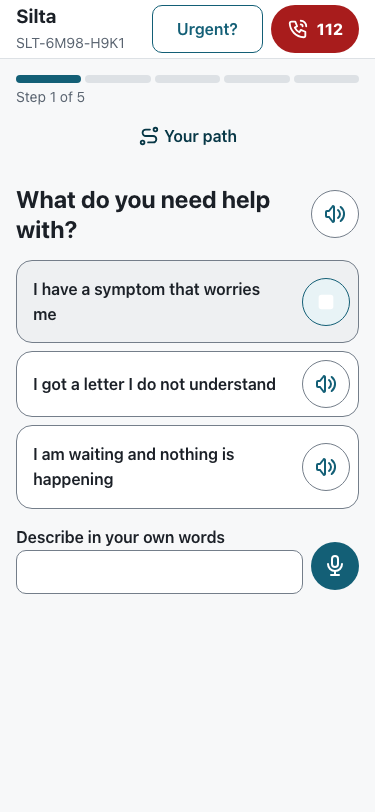 Silta
SLT-6M98-H9K1
Urgent?
112
Step 1 of 5
Your path
What do you need help
with?
I have a symptom that worries
me
I got a letter I do not understand
I am waiting and nothing is
happening
Describe in your own words